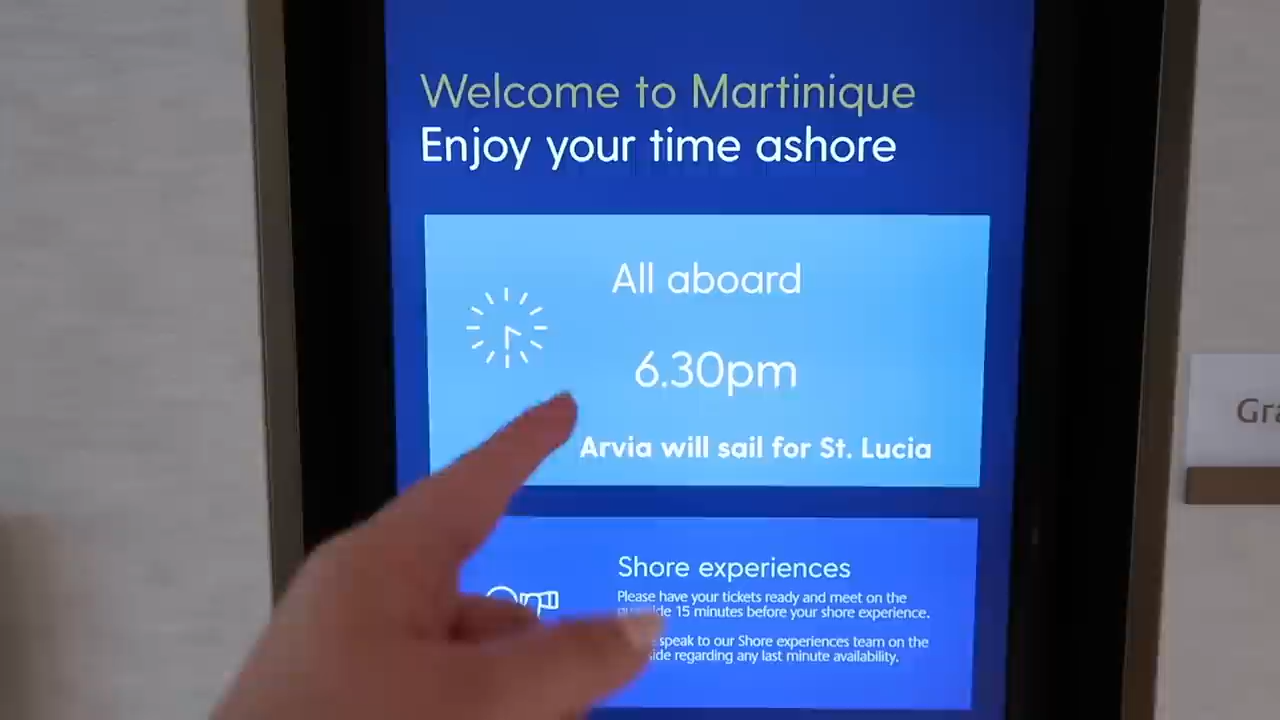 Welcome to Martinique
Enjoy your time ashore
All aboard
6.30pm
Arvia will sail for St. Lucia
Shore experiences
Please have your tickets ready and meet on the
15 minutes before your shore experience.
speak to our Shore experiences team on the
regarding any last minute availability.